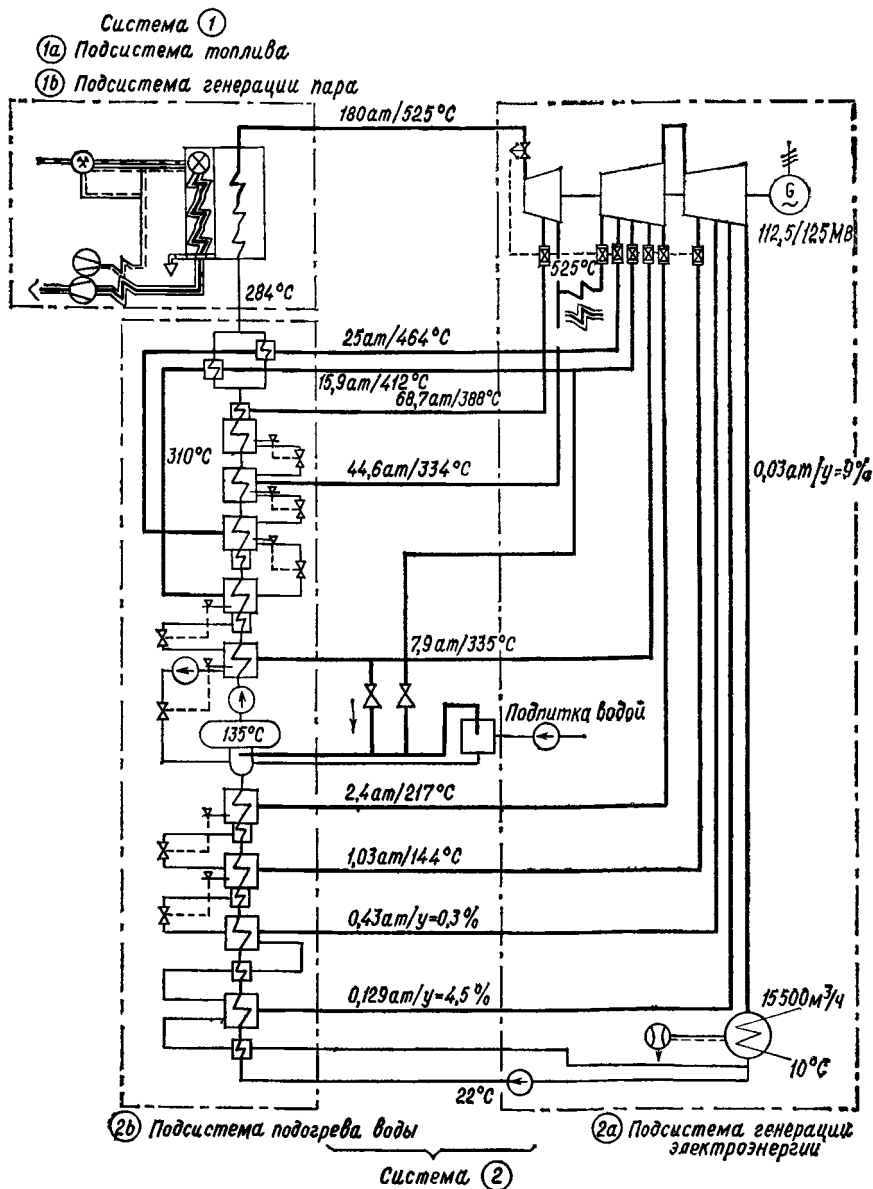 Система 1
1a Подсистема топлива
1b Подсистема генерации пара
180ат/525°С
G
112,5/125МВ
525°С
284°С
25ат/464°С
15,9ат/412°С
68,7ат/388°С
310°С
44,6ат/334°С
0,03ат/у=9%
7,9ат/335°С
Подпитка водой
135°С
2,4ат/217°С
1,03ат/144°С
0,43ат/у=0,3%
0,129ат/у=4,5%
15500м³/ч
10°С
22°С
2b Подсистема подогрева воды
2a Подсистема генерации
электроэнергии
Система 2